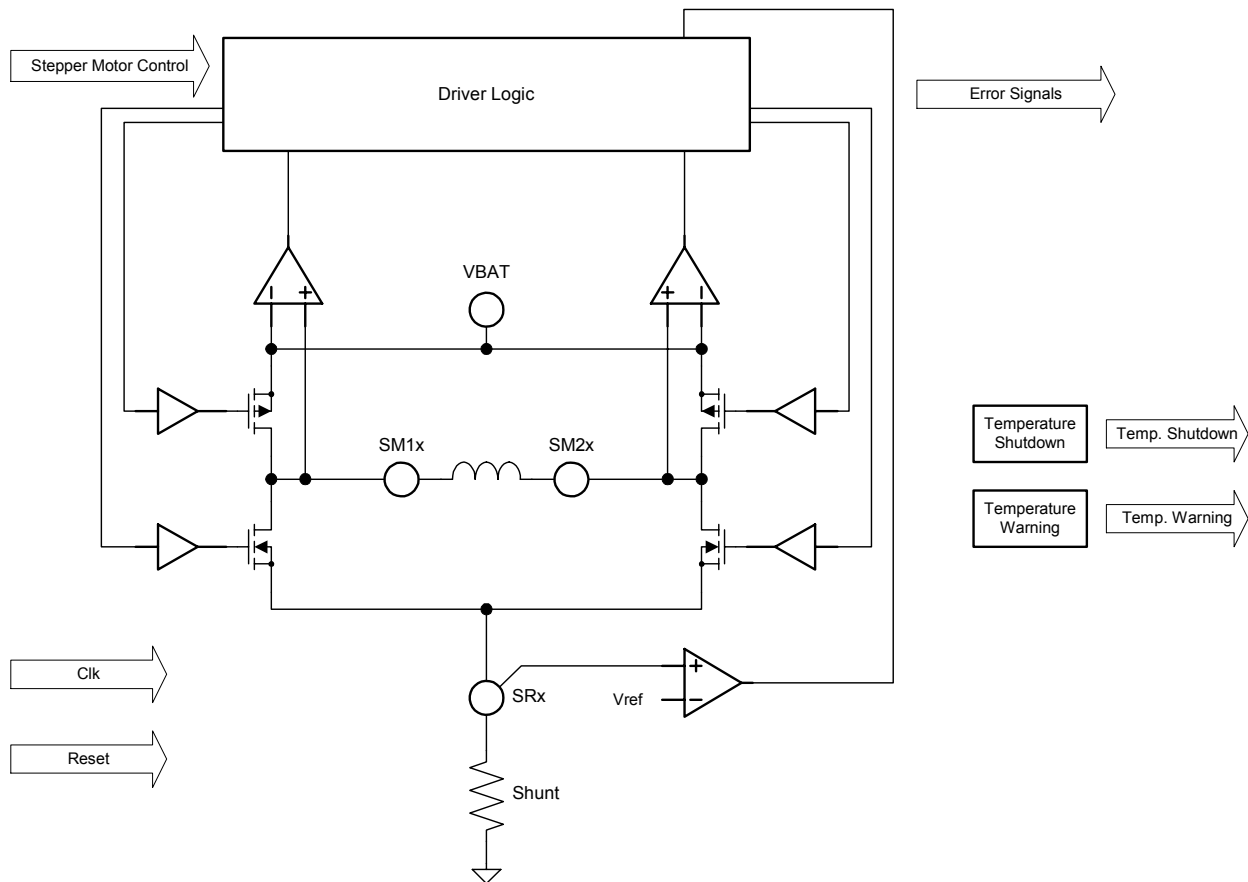 Stepper Motor Control
Driver Logic
Error Signals
VBAT
- +
+ -
SM1x
SM2x
Temperature
Shutdown
Temp. Shutdown
Temperature
Warning
Temp. Warning
Clk
SRx
+
Vref
-
Reset
Shunt